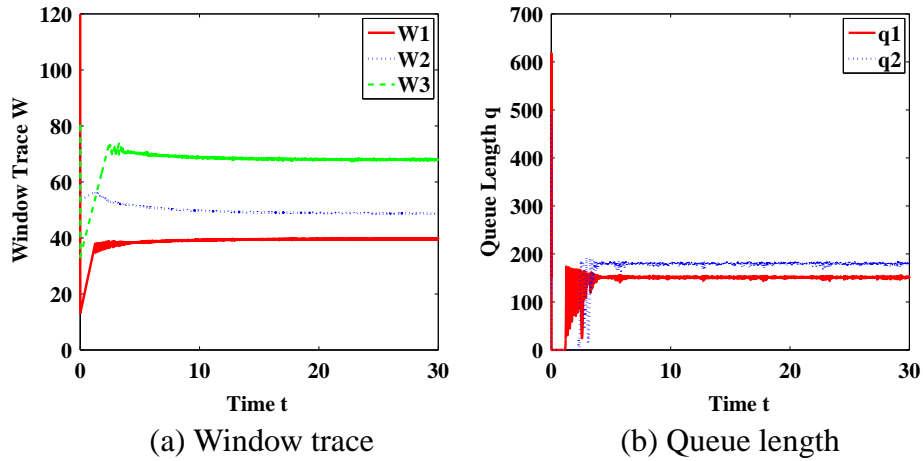 120
100
80
60
40
20
0
Window Trace W
W1
W2
W3
0 10 20 30
Time t
(a) Window trace
700
600
500
400
300
200
100
0
Queue Length q
q1
q2
0 10 20 30
Time t
(b) Queue length